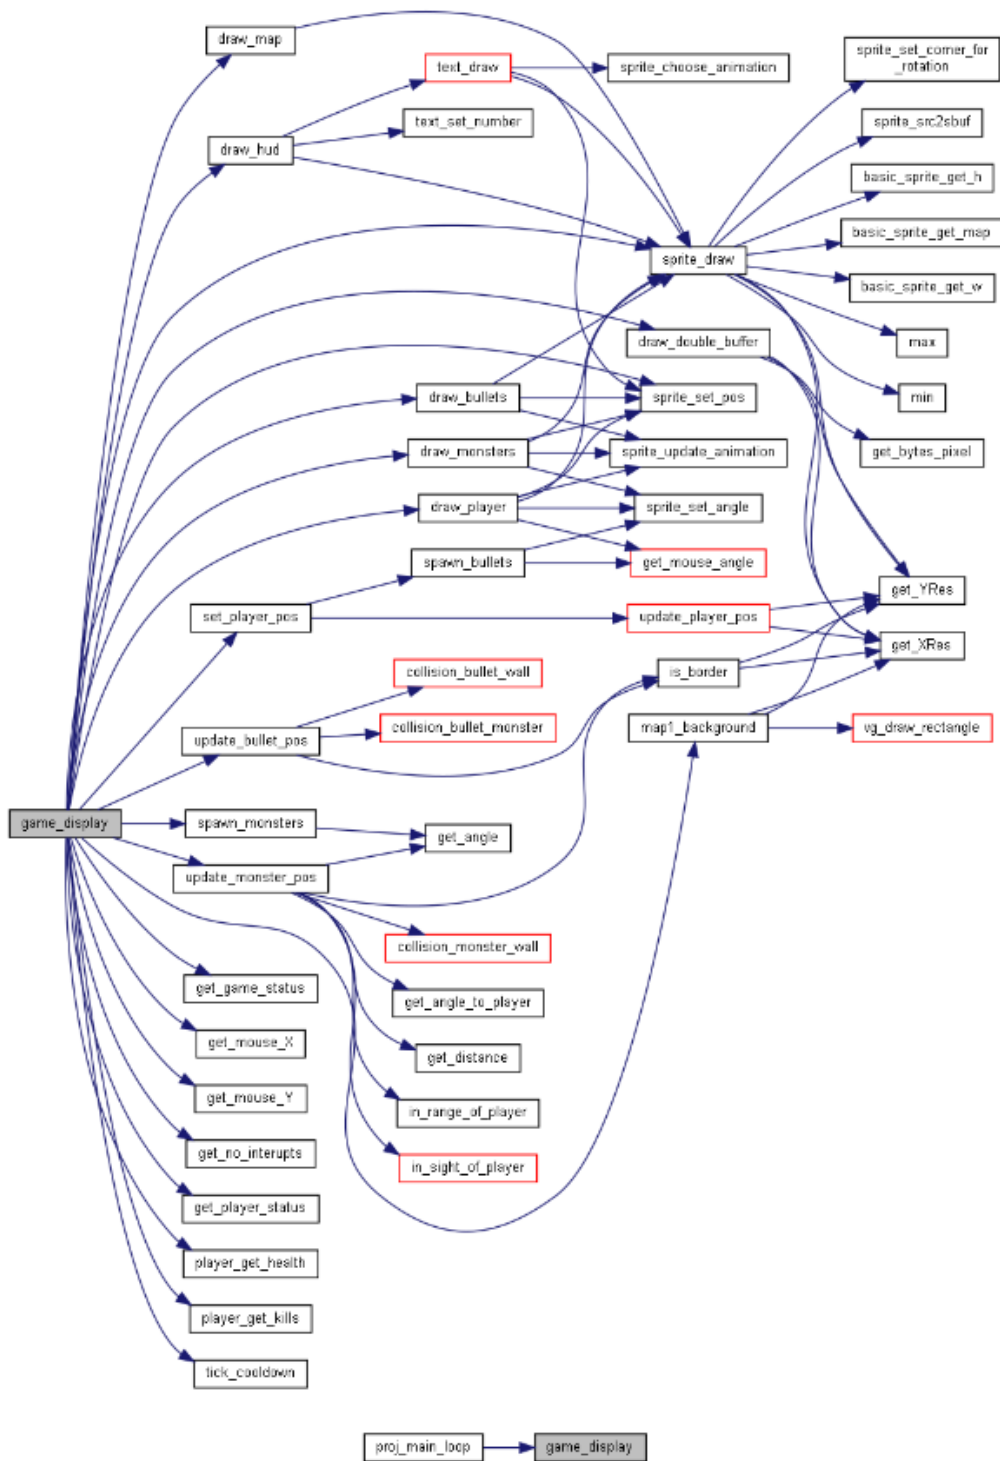 draw_map
sprite_set_corner_for
_rotation
text_draw
sprite_choose_animation
text_set_number
sprite_src2sbuf
draw_hud
basic_sprite_get_h
basic_sprite_get_map
sprite_draw
basic_sprite_get_w
draw_double_buffer
max
draw_bullets
sprite_set_pos
min
draw_monsters
sprite_update_animation
get_bytes_pixel
draw_player
sprite_set_angle
spawn_bullets
get_mouse_angle
get_YRes
set_player_pos
update_player_pos
get_XRes
collision_bullet_wall
is_border
update_bullet_pos
collision_bullet_monster
map1_background
vg_draw_rectangle
game_display
spawn_monsters
get_angle
update_monster_pos
collision_monster_wall
get_game_status
get_angle_to_player
get_mouse_X
get_distance
get_mouse_Y
in_range_of_player
get_no_interupts
in_sight_of_player
get_player_status
player_get_health
player_get_kills
tick_cooldown
proj_main_loop
game_display